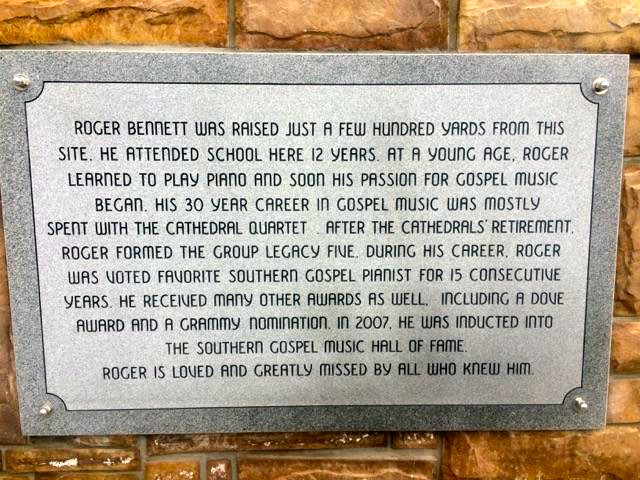 ROGER BENNETT WAS RAISED JUST A FEW HUNDRED YARDS FROM THIS
SITE. HE ATTENDED SCHOOL HERE 12 YEARS. AT A YOUNG AGE, ROGER
LEARNED TO PLAY PIANO AND SOON HIS PASSION FOR GOSPEL MUSIC
BEGAN. HIS 30 YEAR CAREER IN GOSPEL MUSIC WAS MOSTLY
SPENT WITH THE CATHEDRAL QUARTET . AFTER THE CATHEDRALS' RETIREMENT,
ROGER FORMED THE GROUP LEGACY FIVE. DURING HIS CAREER, ROGER
WAS VOTED FAVORITE SOUTHERN GOSPEL PIANIST FOR 15 CONSECUTIVE
YEARS. HE RECEIVED MANY OTHER AWARDS AS WELL, INCLUDING A DOVE
AWARD AND A GRAMMY NOMINATION. IN 2007, HE WAS INDUCTED INTO
THE SOUTHERN GOSPEL MUSIC HALL OF FAME.
ROGER IS LOVED AND GREATLY MISSED BY ALL WHO KNEW HIM.